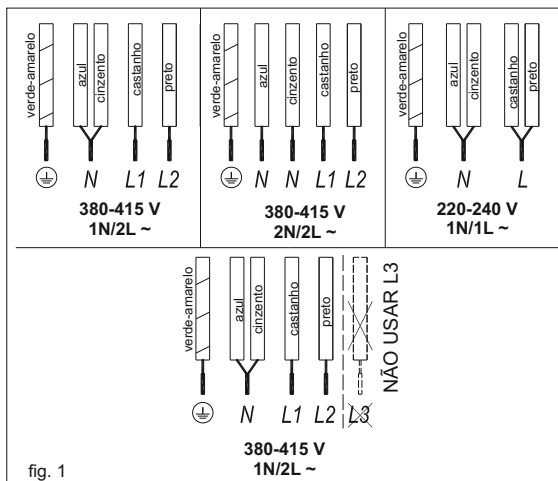 verde-amarelo
azul
cinzento
castanho
preto
N L1 L2
380-415 V
1N/2L ~
verde-amarelo
azul
cinzento
castanho
preto
N N L1 L2
380-415 V
2N/2L ~
verde-amarelo
azul
cinzento
castanho
preto
N L
220-240 V
1N/1L ~
verde-amarelo
azul
cinzento
castanho
preto
NÃO USAR L3
N L1 L2 L3
380-415 V
1N/2L ~
fig. 1